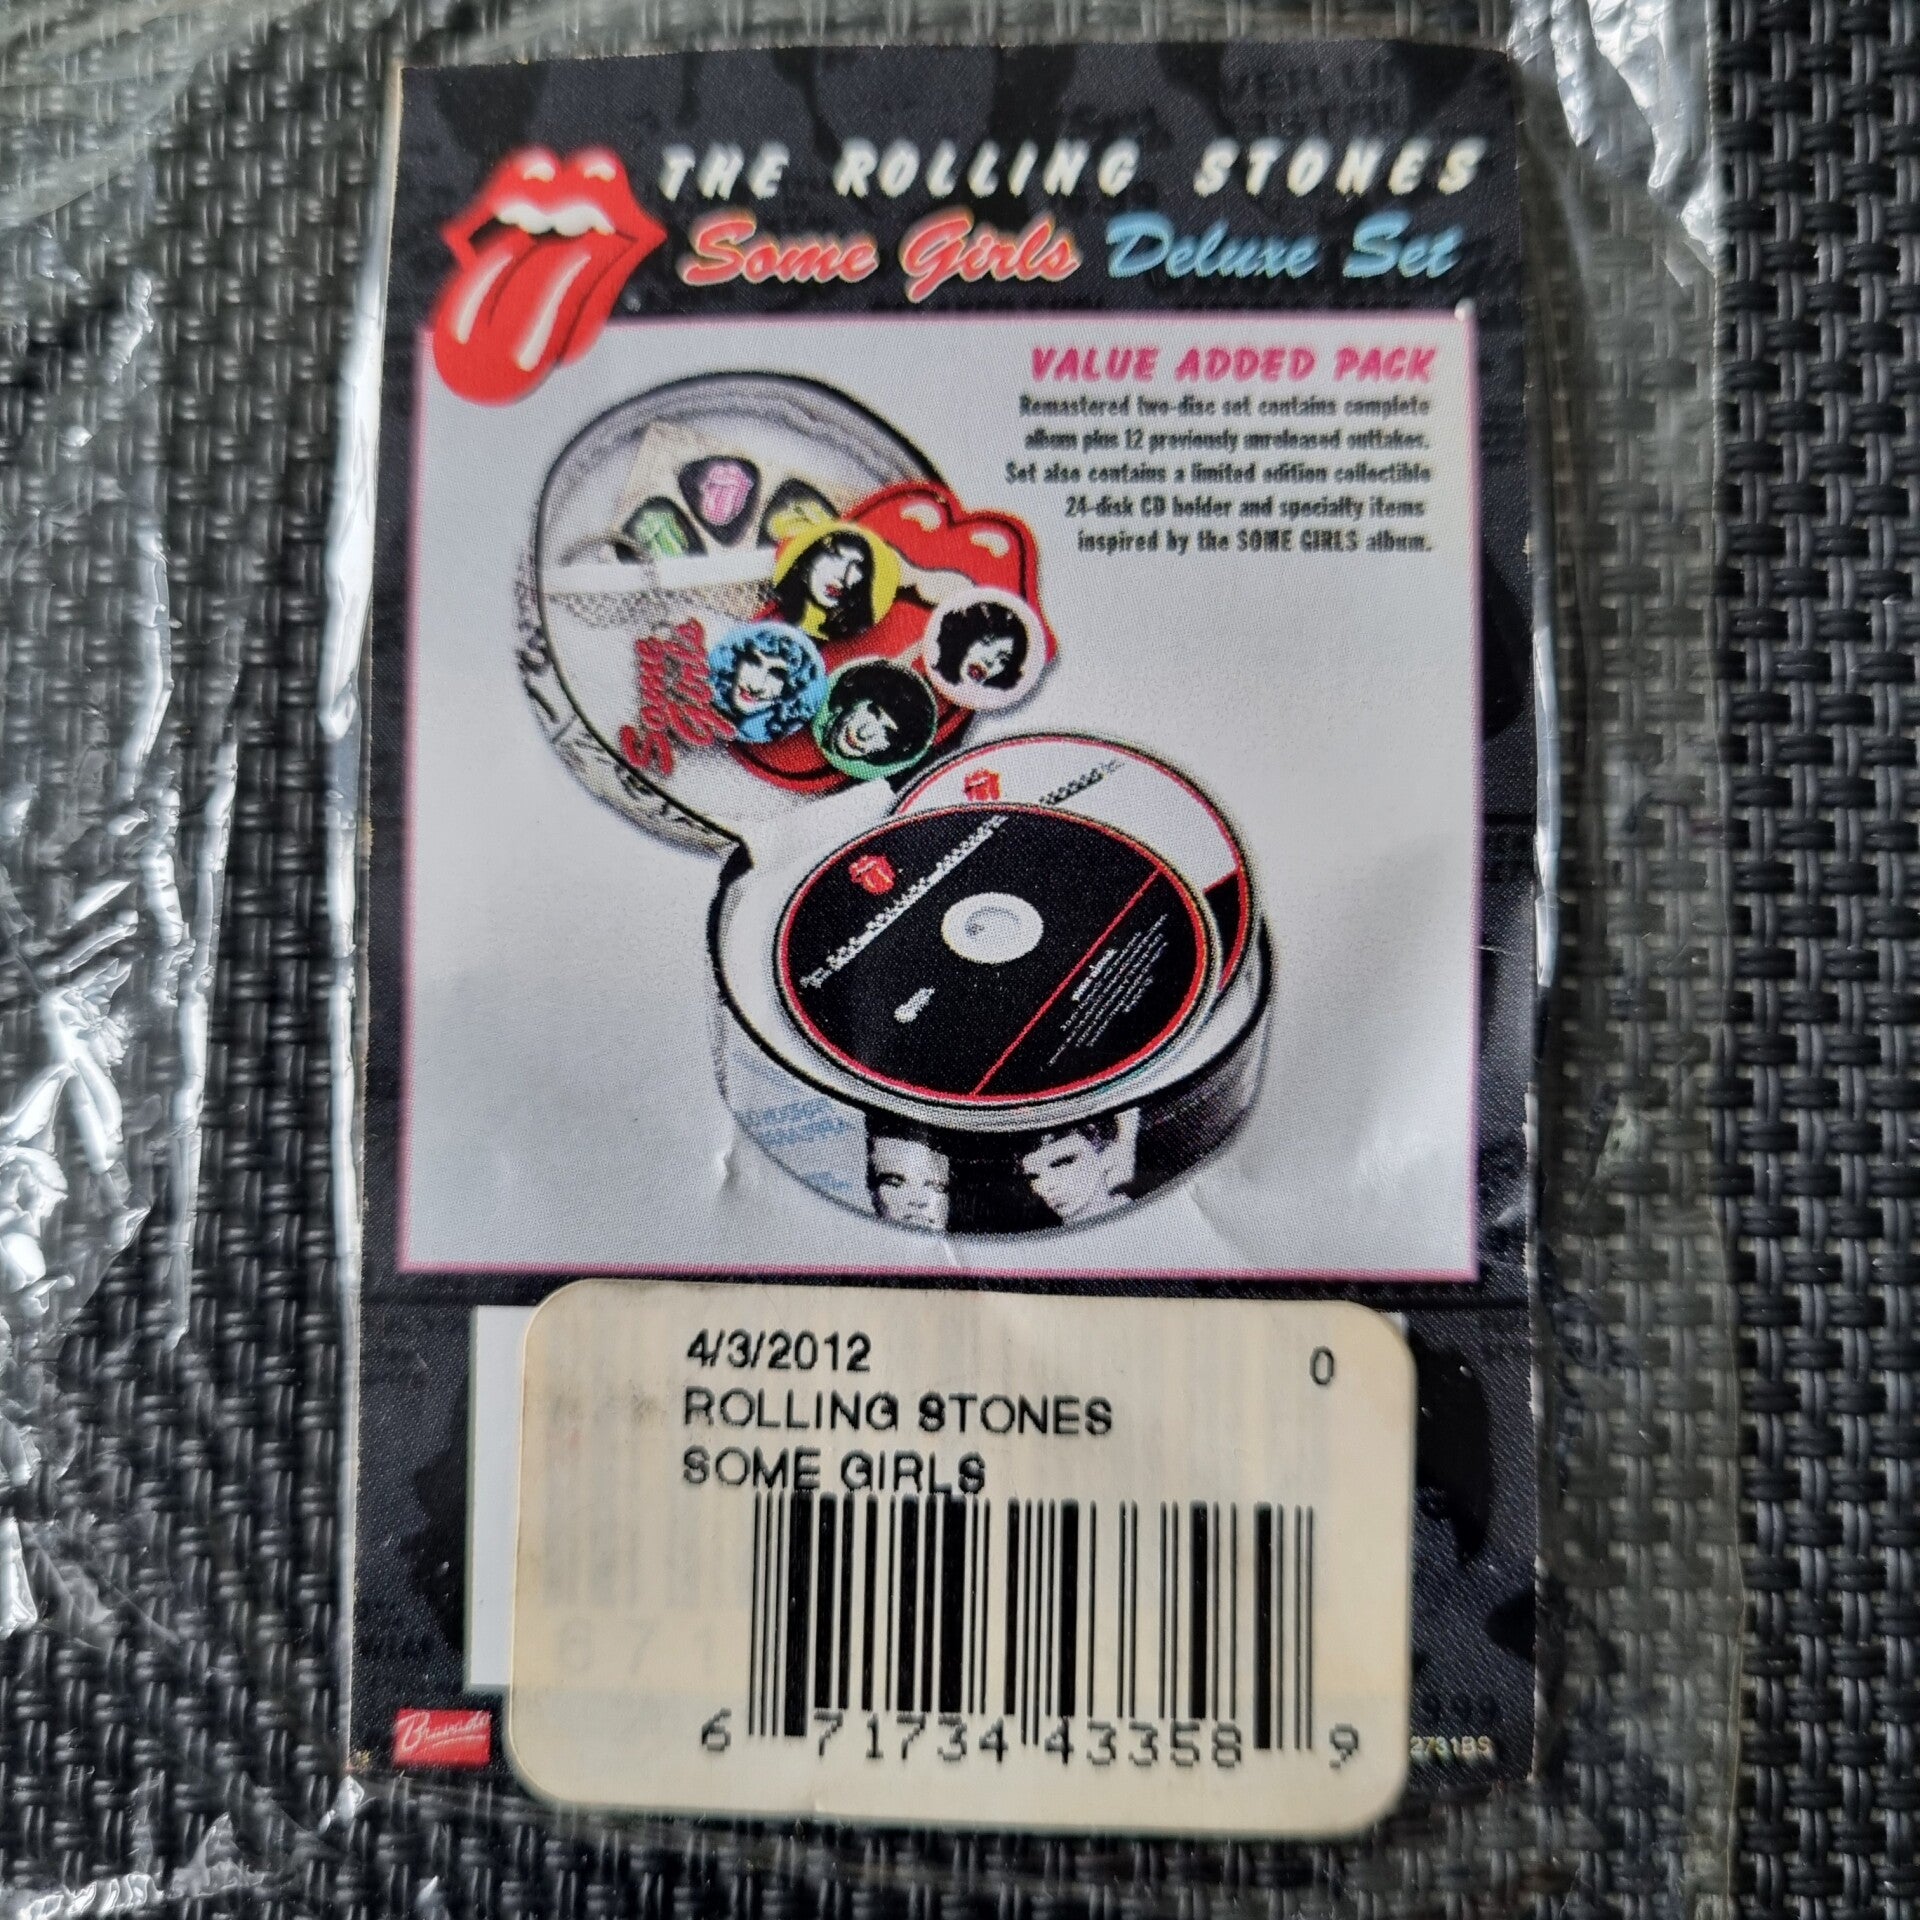 THE ROLLING STONES
Some Girls Deluxe Set
VALUE ADDED PACK
Remastered two-disc set contains complete
album plus 12 previously unreleased outtakes.
Set also contains a limited edition collectible
24-disk CD holder and specialty items
inspired by the SOME GIRLS album.
Some
Girls
4/3/2012 0
ROLLING STONES
SOME GIRLS
6 71734 43358 9
Bravado
2731BS